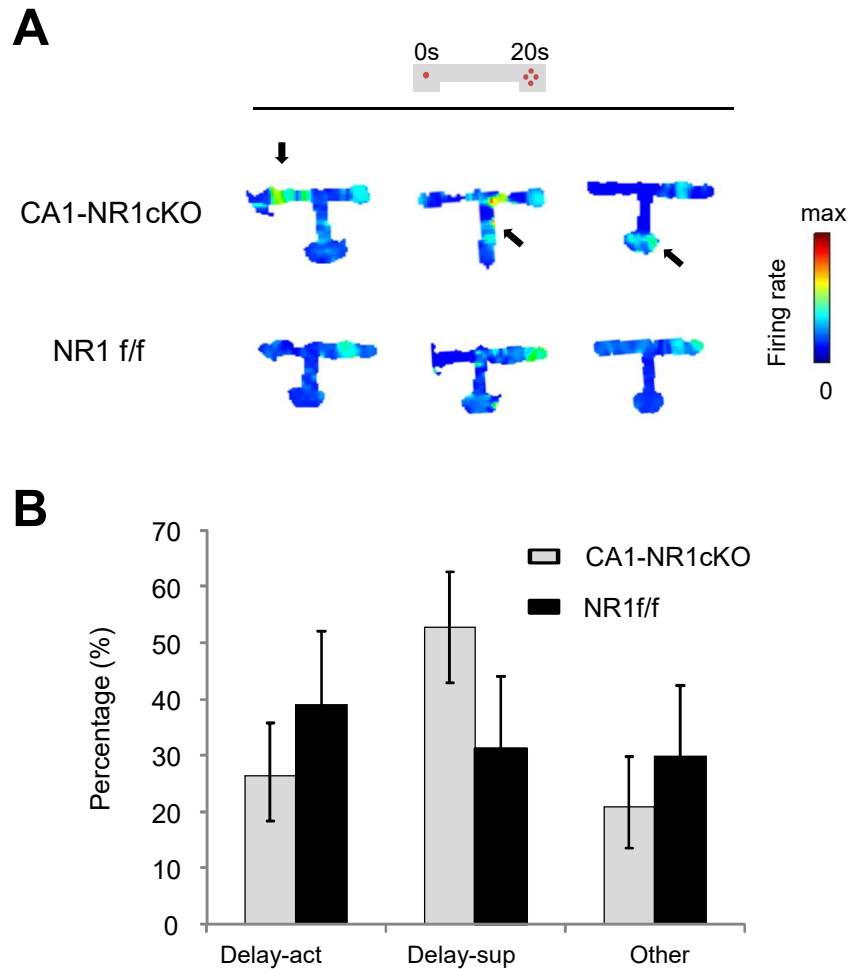 A
0s 20s
CA1-NR1cKO
NR1 f/f
max
Firing rate
0
B
Percentage (%)
70
60
50
40
30
20
10
0
CA1-NR1cKO
NR1f/f
Delay-act Delay-sup Other